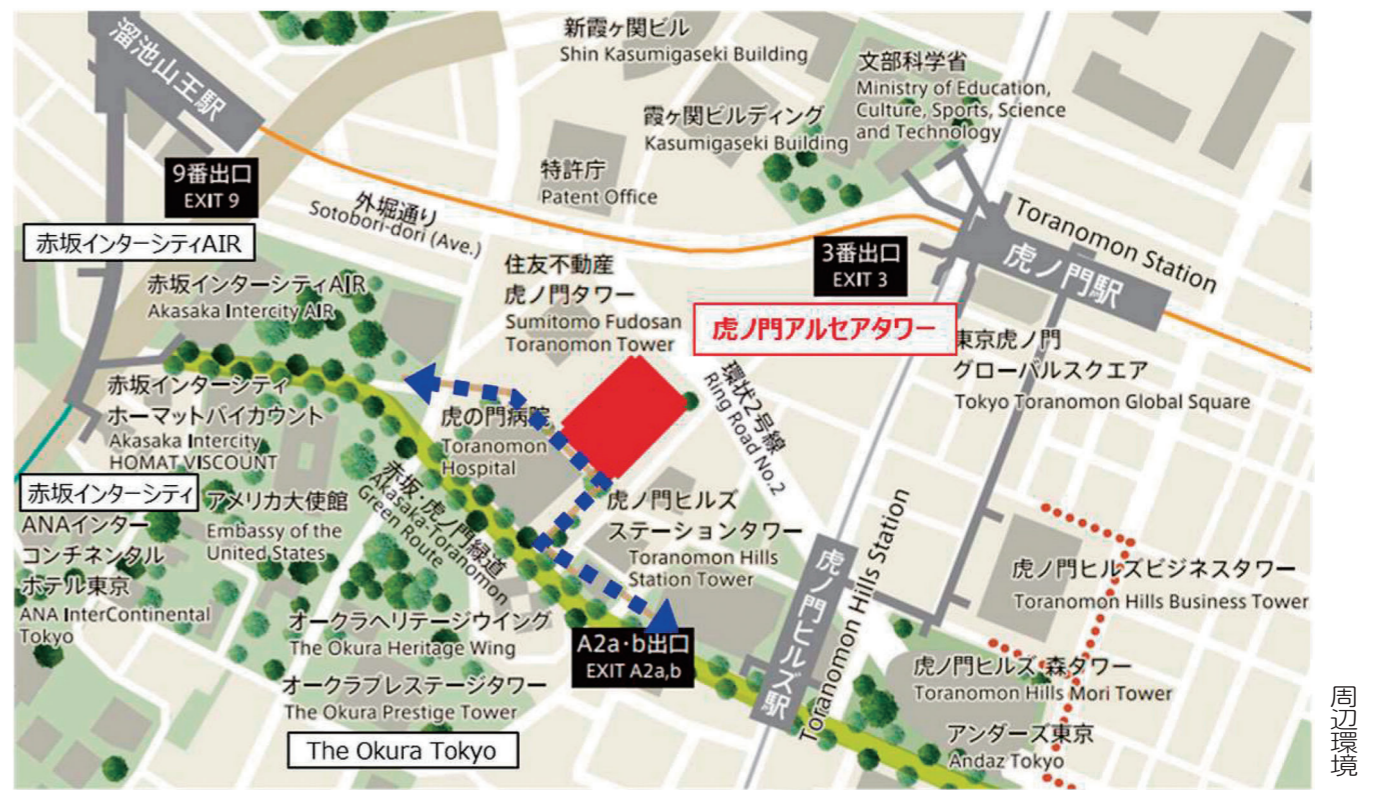 新霞ヶ関ビル
Shin Kasumigaseki Building
文部科学省
Ministry of Education,
Culture, Sports, Science
and Technology
溜池山王駅
霞ヶ関ビルディング
Kasumigaseki Building
9番出口
EXIT 9
特許庁
Patent Office
外堀通り
Sotobori-dori (Ave.)
Toranomon Station
虎ノ門駅
赤坂インターシティAIR
3番出口
EXIT 3
住友不動産
虎ノ門タワー
Sumitomo Fudosan
Toranomon Tower
赤坂インターシティAIR
Akasaka Intercity AIR
虎ノ門アルセアタワー
東京虎ノ門
グローバルスクエア
Tokyo Toranomon Global Square
環状2号線
Ring Road No.2
赤坂インターシティ
ホーマットバイカウント
Akasaka Intercity
HOMAT VISCOUNT
虎の門病院
Toranomon
Hospital
赤坂・虎ノ門緑道
Akasaka-Toranomon
Green Route
赤坂インターシティ
アメリカ大使館
Embassy of the
United States
虎ノ門ヒルズ
ステーションタワー
Toranomon Hills
Station Tower
ANAインター
コンチネンタル
ホテル東京
ANA InterContinental
Tokyo
虎ノ門ヒルズ駅
Toranomon Hills Station
虎ノ門ヒルズビジネスタワー
Toranomon Hills Business Tower
オークラヘリテージウイング
The Okura Heritage Wing
A2a・b出口
EXIT A2a,b
オークラプレステージタワー
The Okura Prestige Tower
虎ノ門ヒルズ 森タワー
Toranomon Hills Mori Tower
The Okura Tokyo
アンダーズ東京
Andaz Tokyo
周辺環境